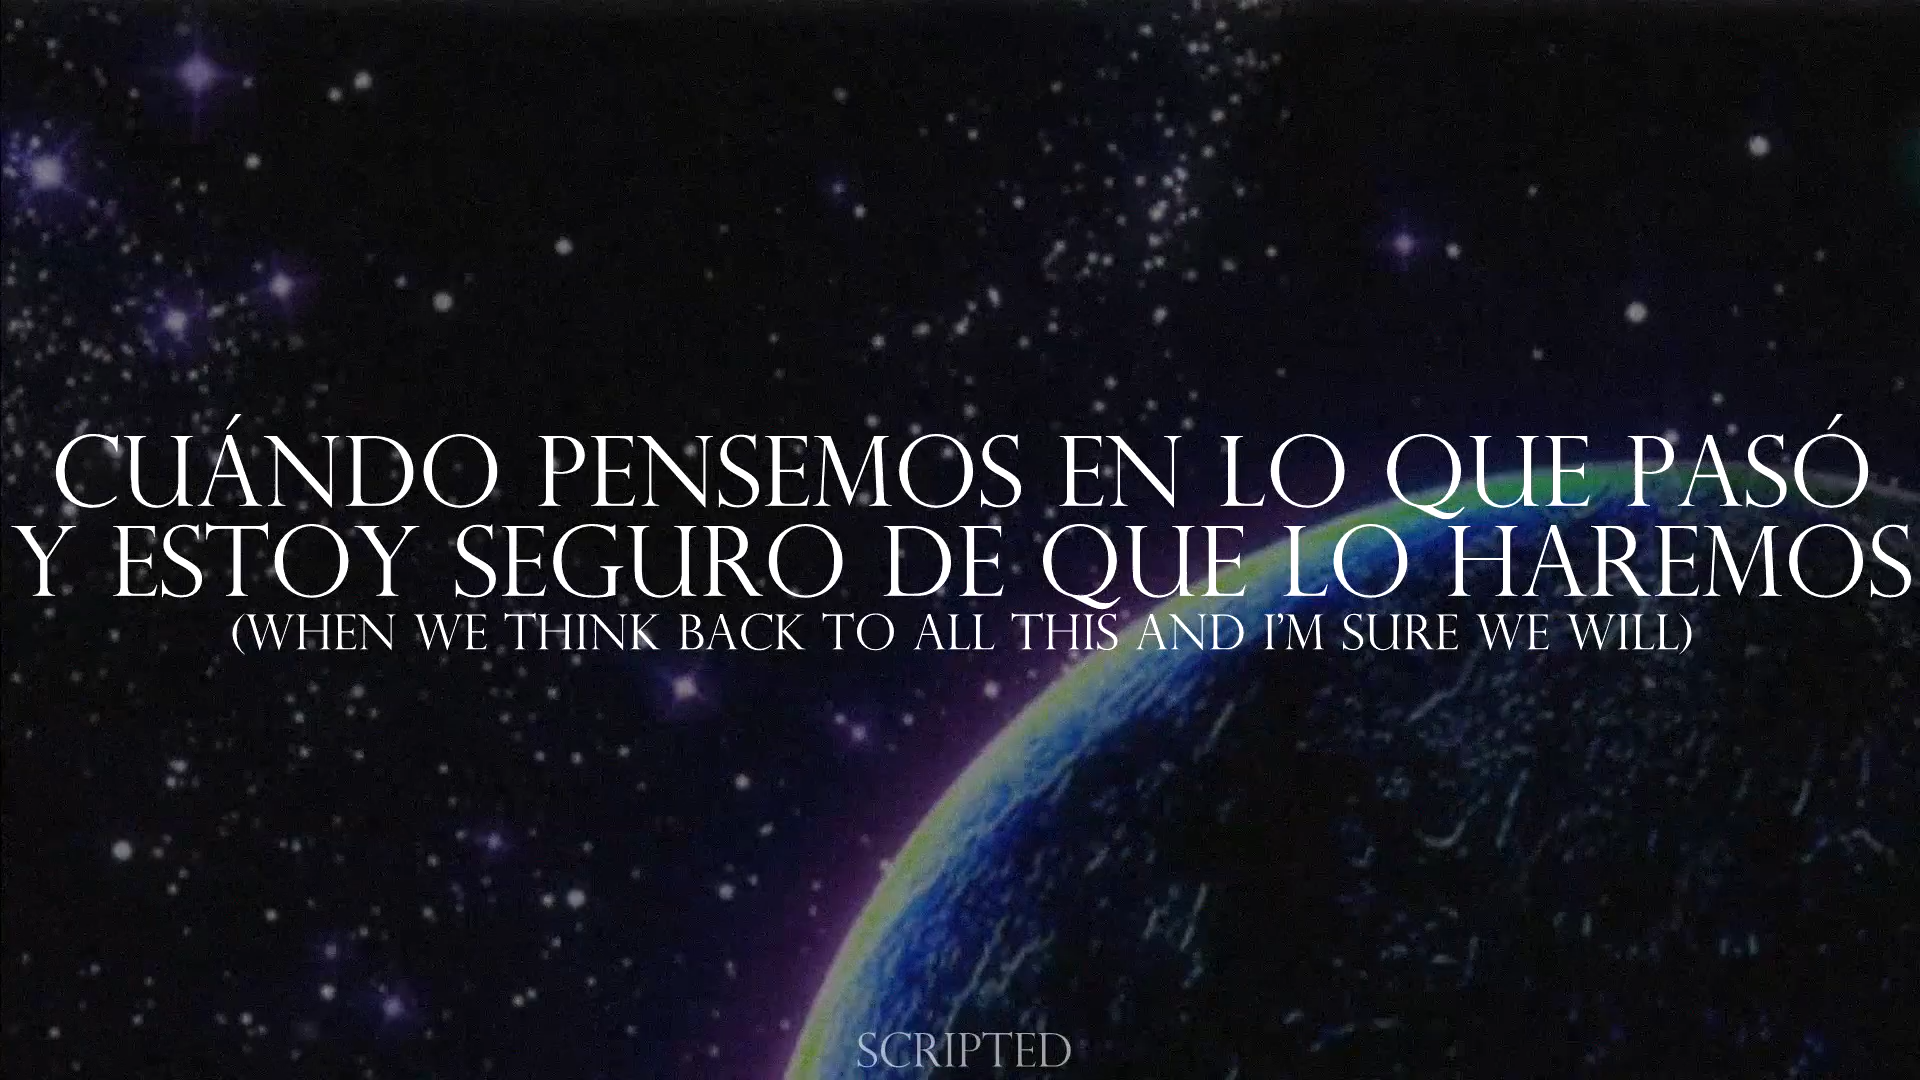 CUÁNDO PENSEMOS EN LO QUE PASÓ
Y ESTOY SEGURO DE QUE LO HAREMOS
(WHEN WE THINK BACK TO ALL THIS AND I'M SURE WE WILL)
SCRIPTED